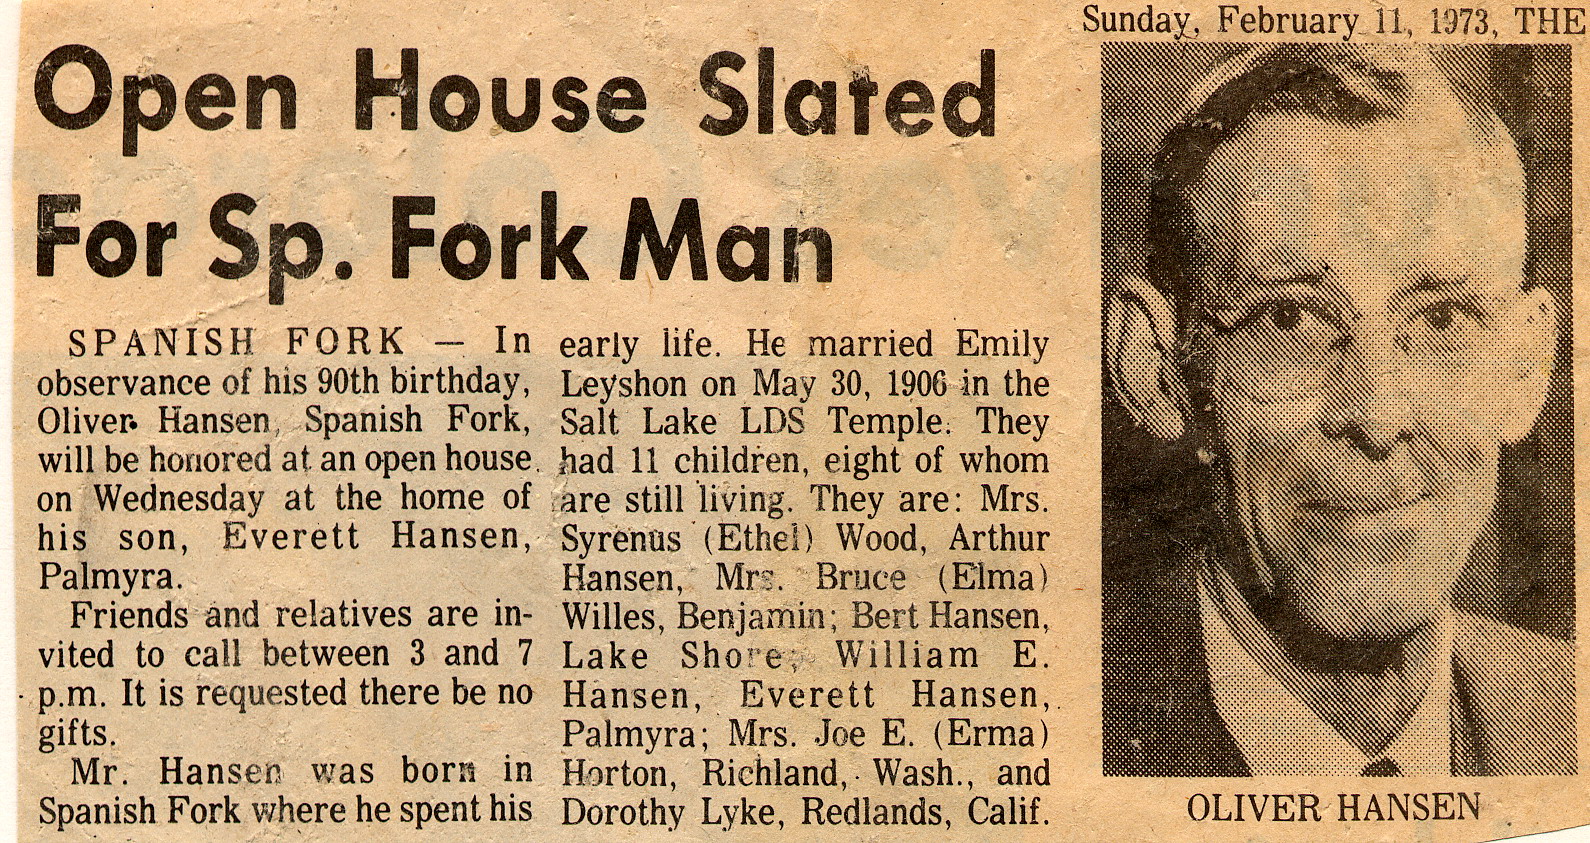 Sunday, February 11, 1973, THE
Open House Slated
For Sp. Fork Man
SPANISH FORK — In
observance of his 90th birthday,
Oliver Hansen, Spanish Fork,
will be honored at an open house
on Wednesday at the home of
his son, Everett Hansen,
Palmyra.
Friends and relatives are in-
vited to call between 3 and 7
p.m. It is requested there be no
gifts.
Mr. Hansen was born in
Spanish Fork where he spent his
early life. He married Emily
Leyshon on May 30, 1906 in the
Salt Lake LDS Temple. They
had 11 children, eight of whom
are still living. They are: Mrs.
Syrenus (Ethel) Wood, Arthur
Hansen, Mrs. Bruce (Elma)
Willes, Benjamin; Bert Hansen,
Lake Shore; William E.
Hansen, Everett Hansen,
Palmyra; Mrs. Joe E. (Erma)
Horton, Richland, Wash., and
Dorothy Lyke, Redlands, Calif.
OLIVER HANSEN